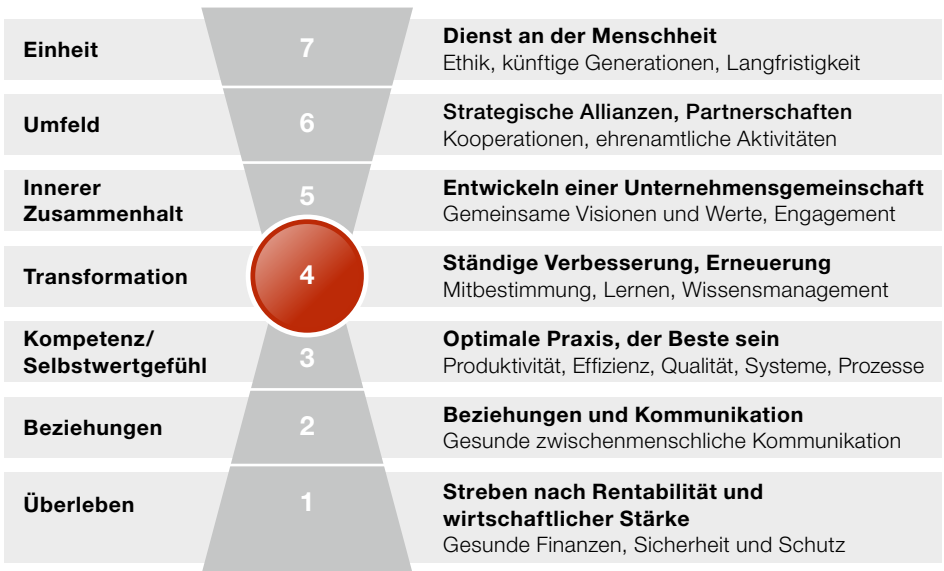 Einheit
7
Dienst an der Menschheit
Ethik, künftige Generationen, Langfristigkeit
Umfeld
6
Strategische Allianzen, Partnerschaften
Kooperationen, ehrenamtliche Aktivitäten
Innerer
Zusammenhalt
5
Entwickeln einer Unternehmensgemeinschaft
Gemeinsame Visionen und Werte, Engagement
Transformation
4
Ständige Verbesserung, Erneuerung
Mitbestimmung, Lernen, Wissensmanagement
Kompetenz/
Selbstwertgefühl
3
Optimale Praxis, der Beste sein
Produktivität, Effizienz, Qualität, Systeme, Prozesse
Beziehungen
2
Beziehungen und Kommunikation
Gesunde zwischenmenschliche Kommunikation
Überleben
1
Streben nach Rentabilität und
wirtschaftlicher Stärke
Gesunde Finanzen, Sicherheit und Schutz